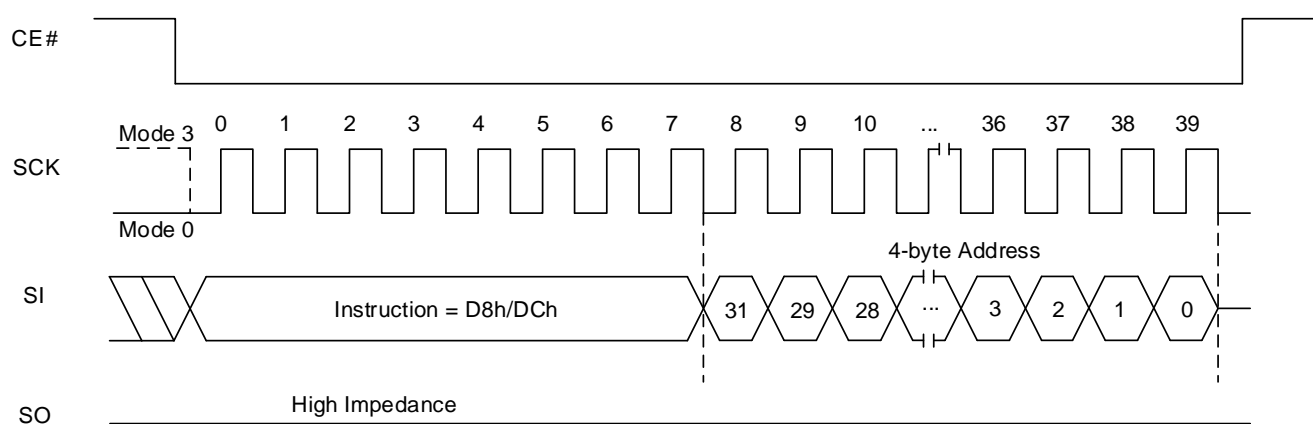 CE#
Mode 3
0 1 2 3 4 5 6 7 8 9 10 ... 36 37 38 39
SCK
Mode 0
4-byte Address
SI
Instruction = D8h/DCh
31 29 28 ... 3 2 1 0
High Impedance
SO